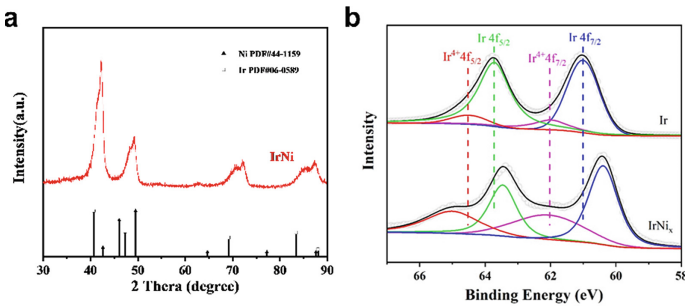 a
Intensity(a.u.)
Ni PDF#44-1159
Ir PDF#06-0589
IrNi
30 40 50 60 70 80 90
2 Thera (degree)
b
Intensity
Ir 4f5/2
Ir 4f7/2
Ir4+4f5/2
Ir4+4f7/2
Ir
IrNix
66 64 62 60 58
Binding Energy (eV)